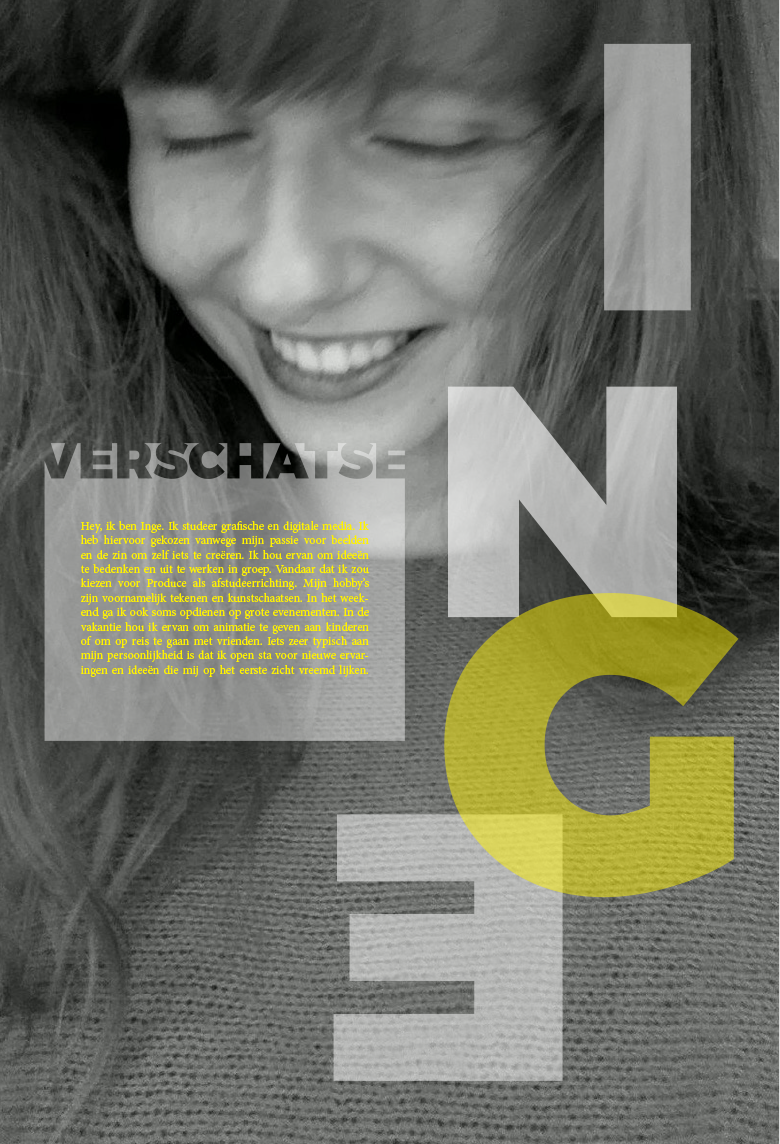 I
N
G
E
VERSCHATSE
Hey, ik ben Inge. Ik studeer grafische en digitale media. Ik
heb hiervoor gekozen vanwege mijn passie voor beelden
en de zin om zelf iets te creëren. Ik hou ervan om ideeën
te bedenken en uit te werken in groep. Vandaar dat ik zou
kiezen voor Produce als afstudeerrichting. Mijn hobby's
zijn voornamelijk tekenen en kunstschaatsen. In het week-
end ga ik ook soms opdienen op grote evenementen. In de
vakantie hou ik ervan om animatie te geven aan kinderen
of om op reis te gaan met vrienden. Iets zeer typisch aan
mijn persoonlijkheid is dat ik open sta voor nieuwe ervar-
ingen en ideeën die mij op het eerste zicht vreemd lijken.